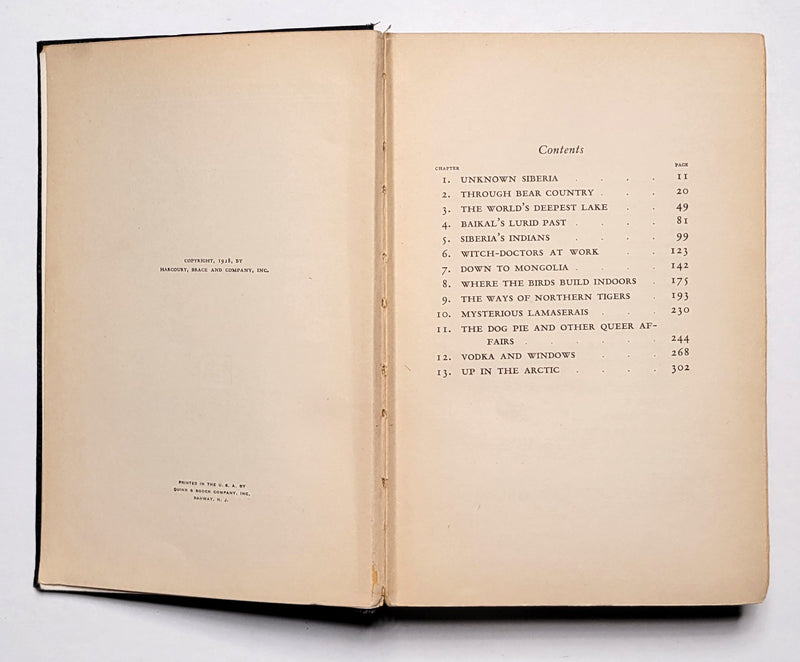 COPYRIGHT, 1928, BY
HARCOURT, BRACE AND COMPANY, INC.
PRINTED IN THE U. S. A. BY
QUINN & BODEN COMPANY, INC.
RAHWAY, N. J.
Contents
CHAPTER PAGE
1. UNKNOWN SIBERIA . . . . 11
2. THROUGH BEAR COUNTRY . . . 20
3. THE WORLD'S DEEPEST LAKE . . 49
4. BAIKAL'S LURID PAST . . . 81
5. SIBERIA'S INDIANS . . . . 99
6. WITCH-DOCTORS AT WORK . . . 123
7. DOWN TO MONGOLIA . . . . 142
8. WHERE THE BIRDS BUILD INDOORS . 175
9. THE WAYS OF NORTHERN TIGERS . 193
10. MYSTERIOUS LAMASERAIS . . . 230
11. THE DOG PIE AND OTHER QUEER AF-
FAIRS . . . . . . 244
12. VODKA AND WINDOWS . . . 268
13. UP IN THE ARCTIC . . . . 302